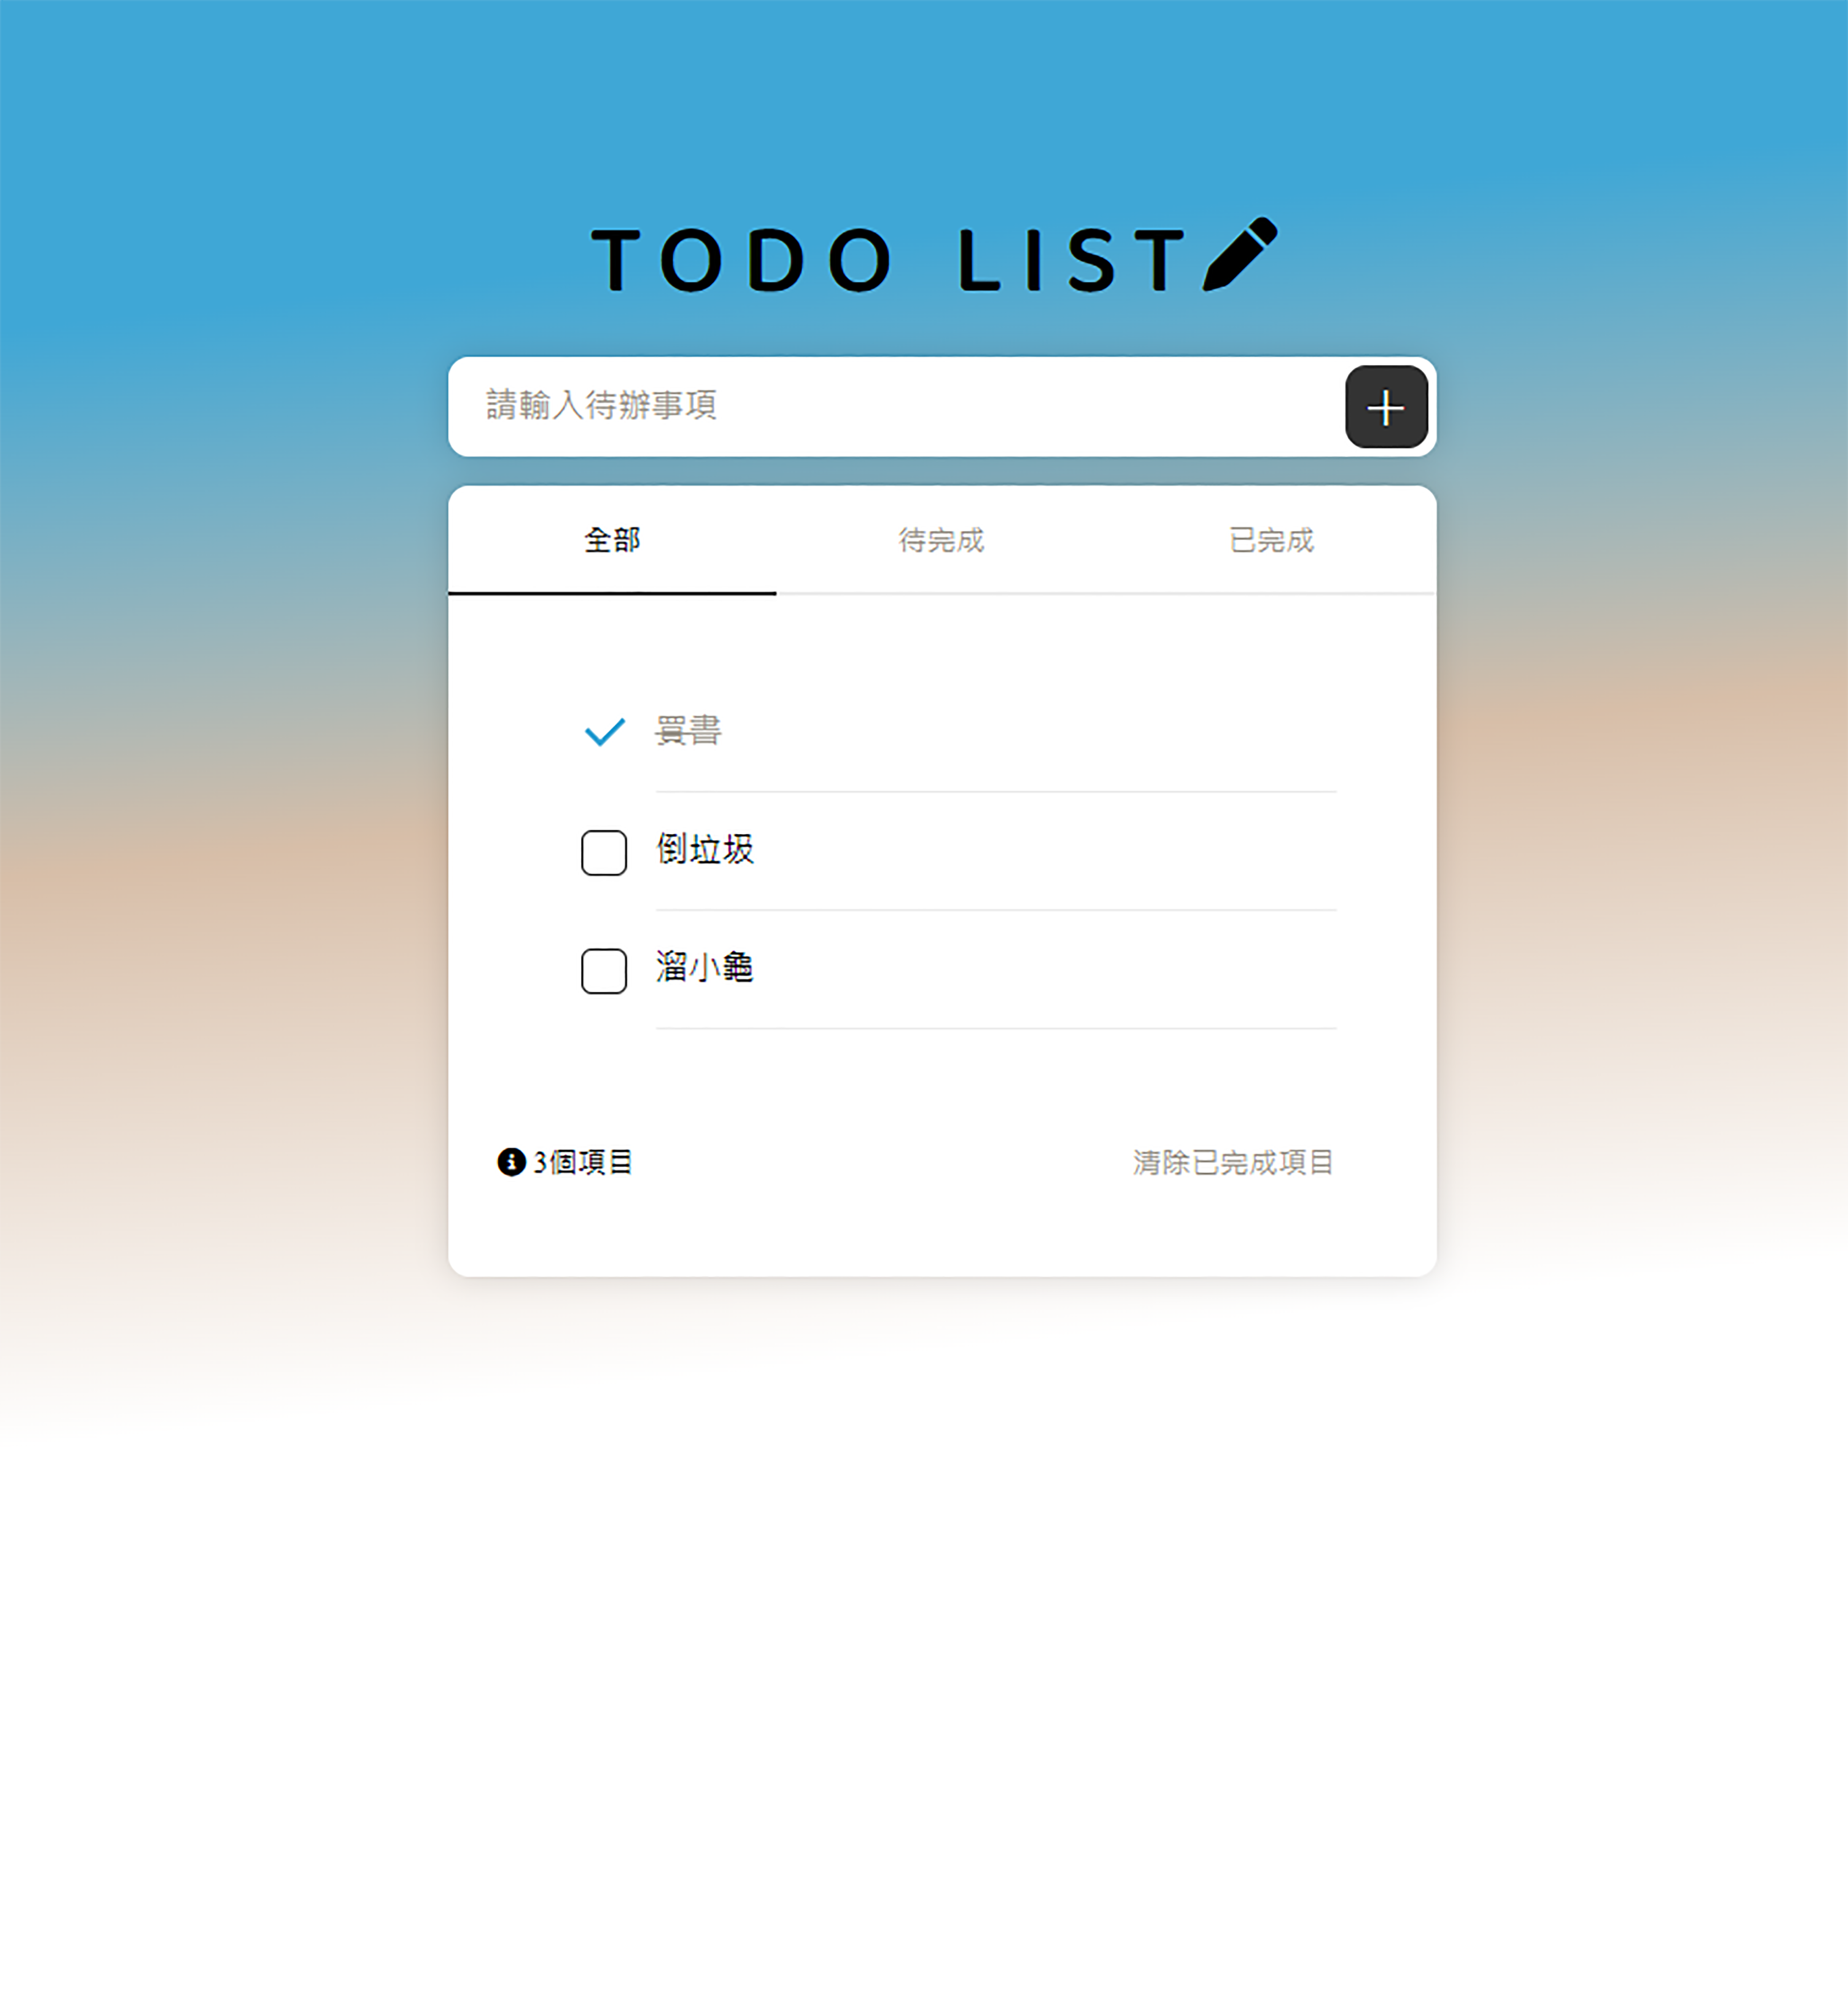 TODO LIST
請輸入待辦事項
全部 待完成 已完成
買書
倒垃圾
溜小龜
3個項目 清除已完成項目